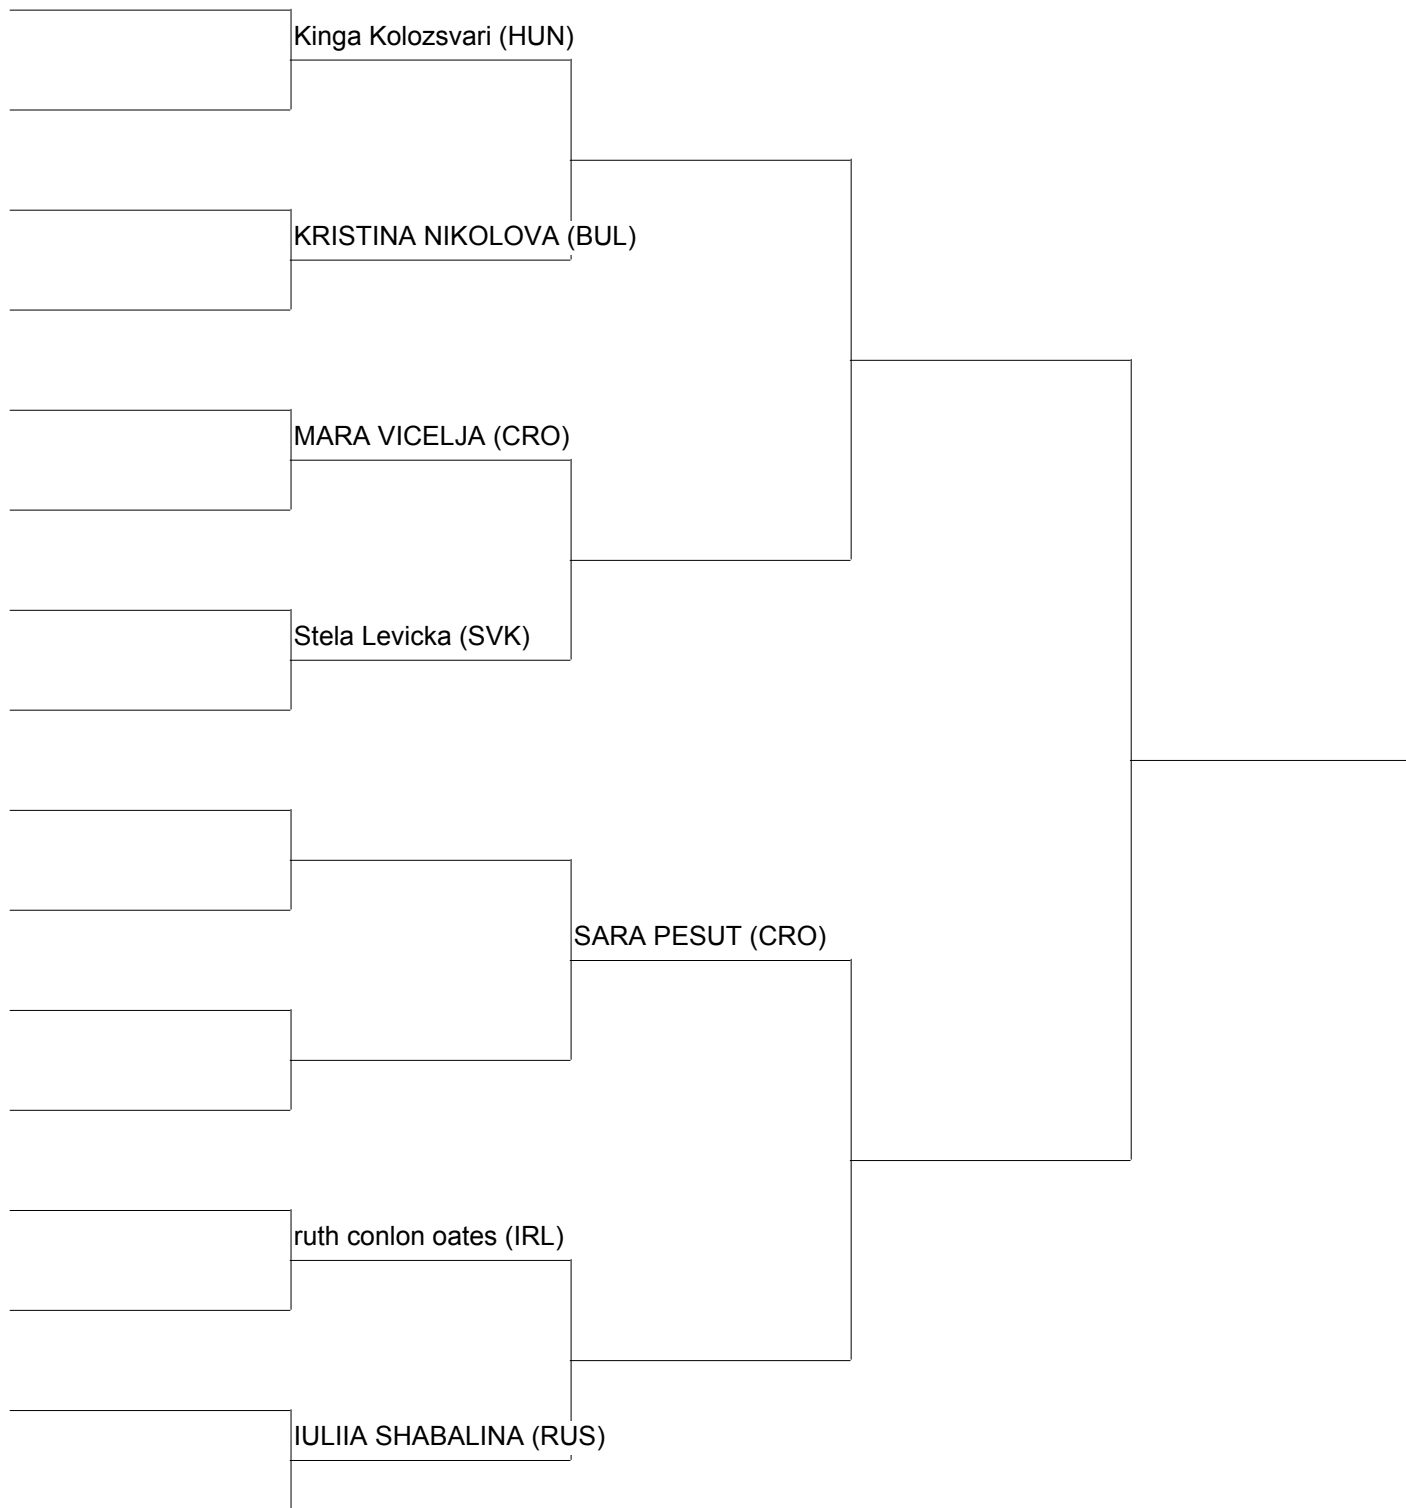 Kinga Kolozsvari (HUN)
KRISTINA NIKOLOVA (BUL)
MARA VICELJA (CRO)
Stela Levicka (SVK)
SARA PESUT (CRO)
ruth conlon oates (IRL)
IULIIA SHABALINA (RUS)